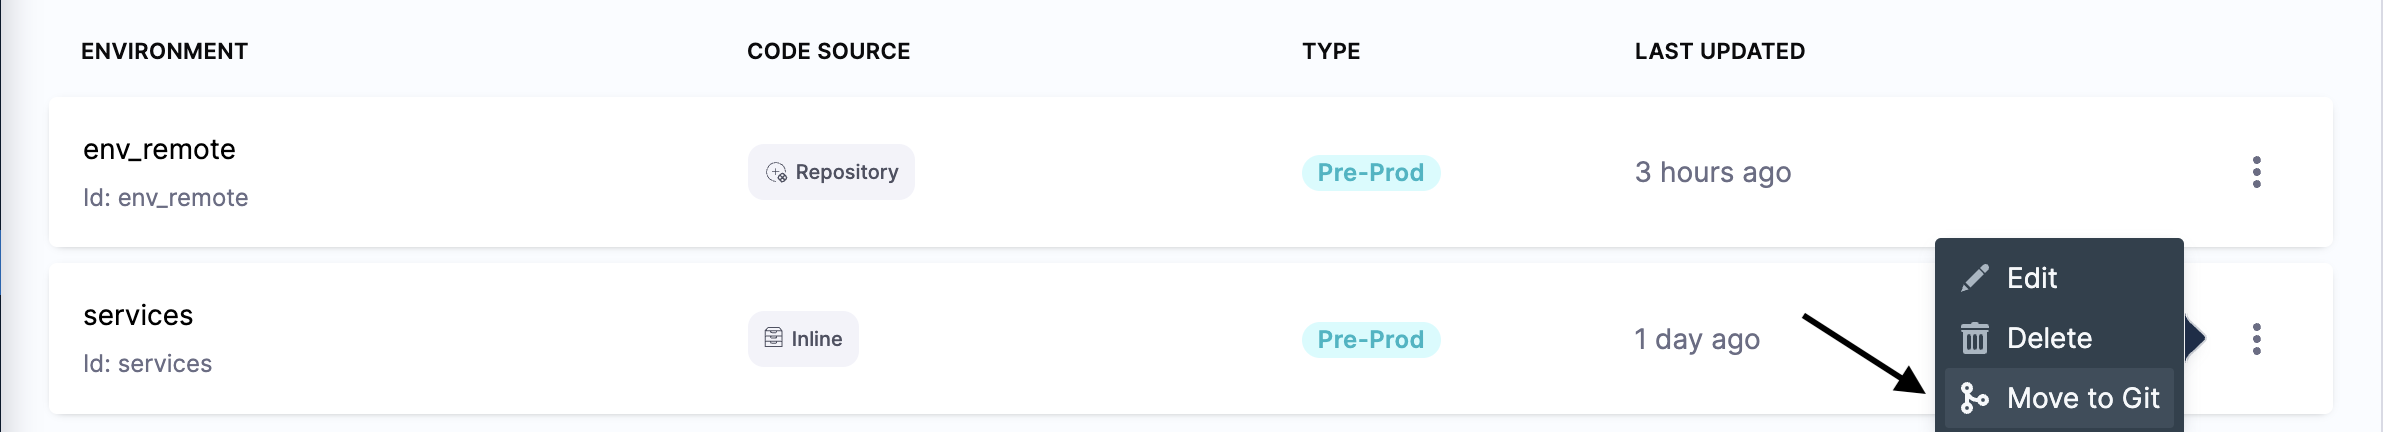 ENVIRONMENT CODE SOURCE TYPE LAST UPDATED
env_remote
Id: env_remote
Repository
Pre-Prod
3 hours ago
services
Id: services
Inline
Pre-Prod
1 day ago
Edit
Delete
Move to Git